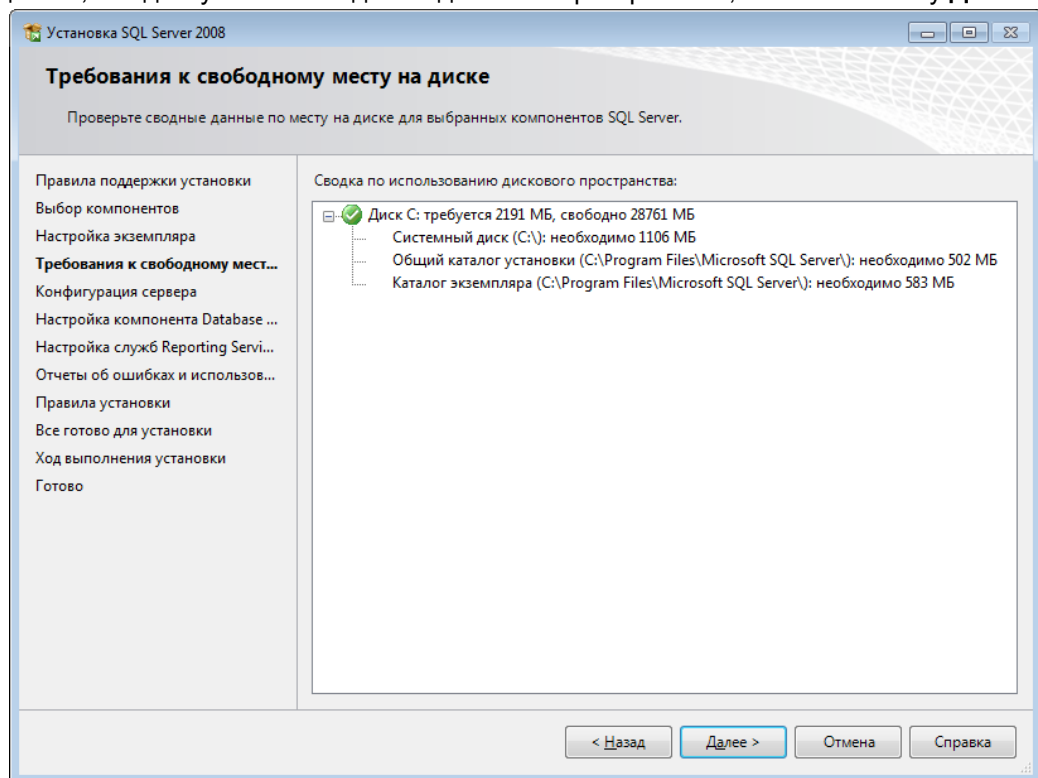 Установка SQL Server 2008
Требования к свободному месту на диске
Проверьте сводные данные по месту на диске для выбранных компонентов SQL Server.
Правила поддержки установки
Выбор компонентов
Настройка экземпляра
Требования к свободному мест...
Конфигурация сервера
Настройка компонента Database ...
Настройка служб Reporting Servi...
Отчеты об ошибках и использов...
Правила установки
Все готово для установки
Ход выполнения установки
Готово
Сводка по использованию дискового пространства:
Диск C: требуется 2191 МБ, свободно 28761 МБ
Системный диск (C:\): необходимо 1106 МБ
Общий каталог установки (C:\Program Files\Microsoft SQL Server\): необходимо 502 МБ
Каталог экземпляра (C:\Program Files\Microsoft SQL Server\): необходимо 583 МБ
< Назад
Далее >
Отмена
Справка